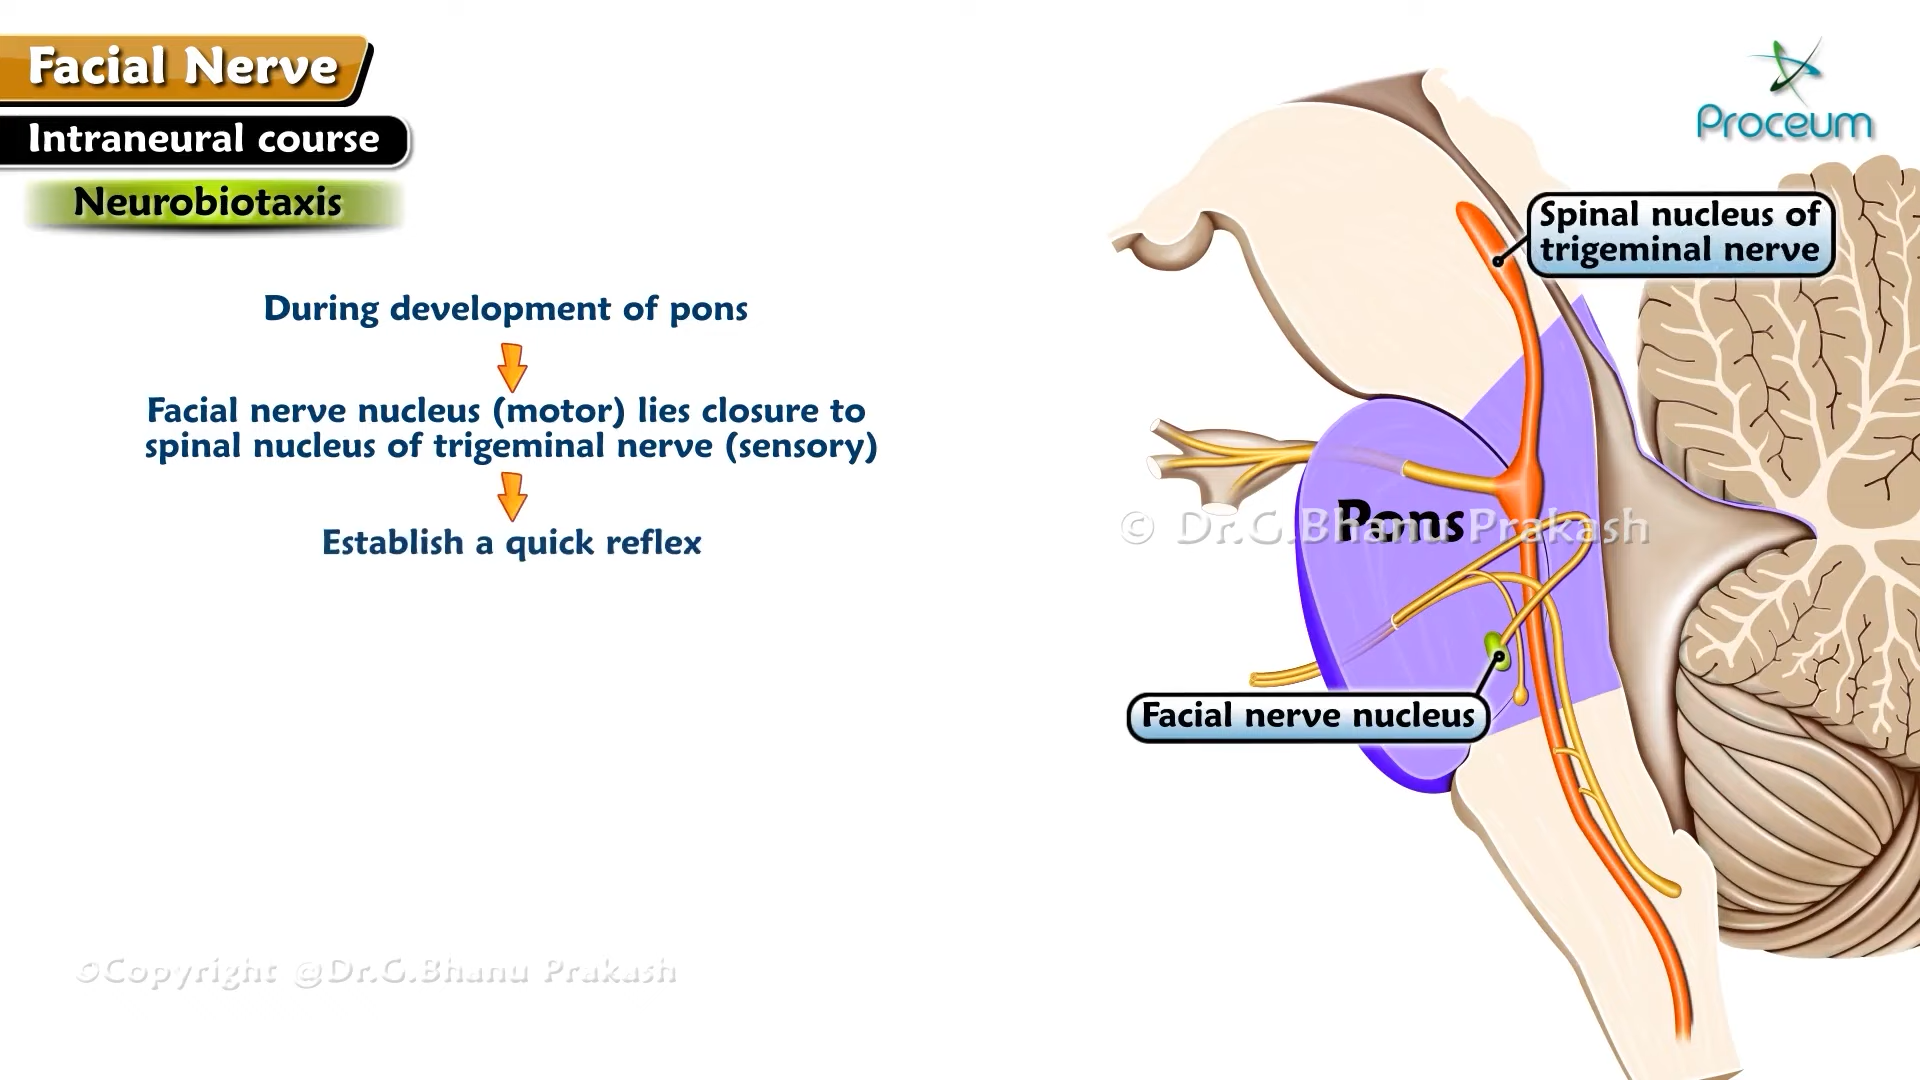 Facial Nerve
Intraneural course
Neurobiotaxis
During development of pons
Facial nerve nucleus (motor) lies closure to
spinal nucleus of trigeminal nerve (sensory)
Establish a quick reflex
Proceum
Spinal nucleus of
trigeminal nerve
Pons
© Dr.G.Bhanu Prakash
Facial nerve nucleus
©Copyright @Dr.G.Bhanu Prakash